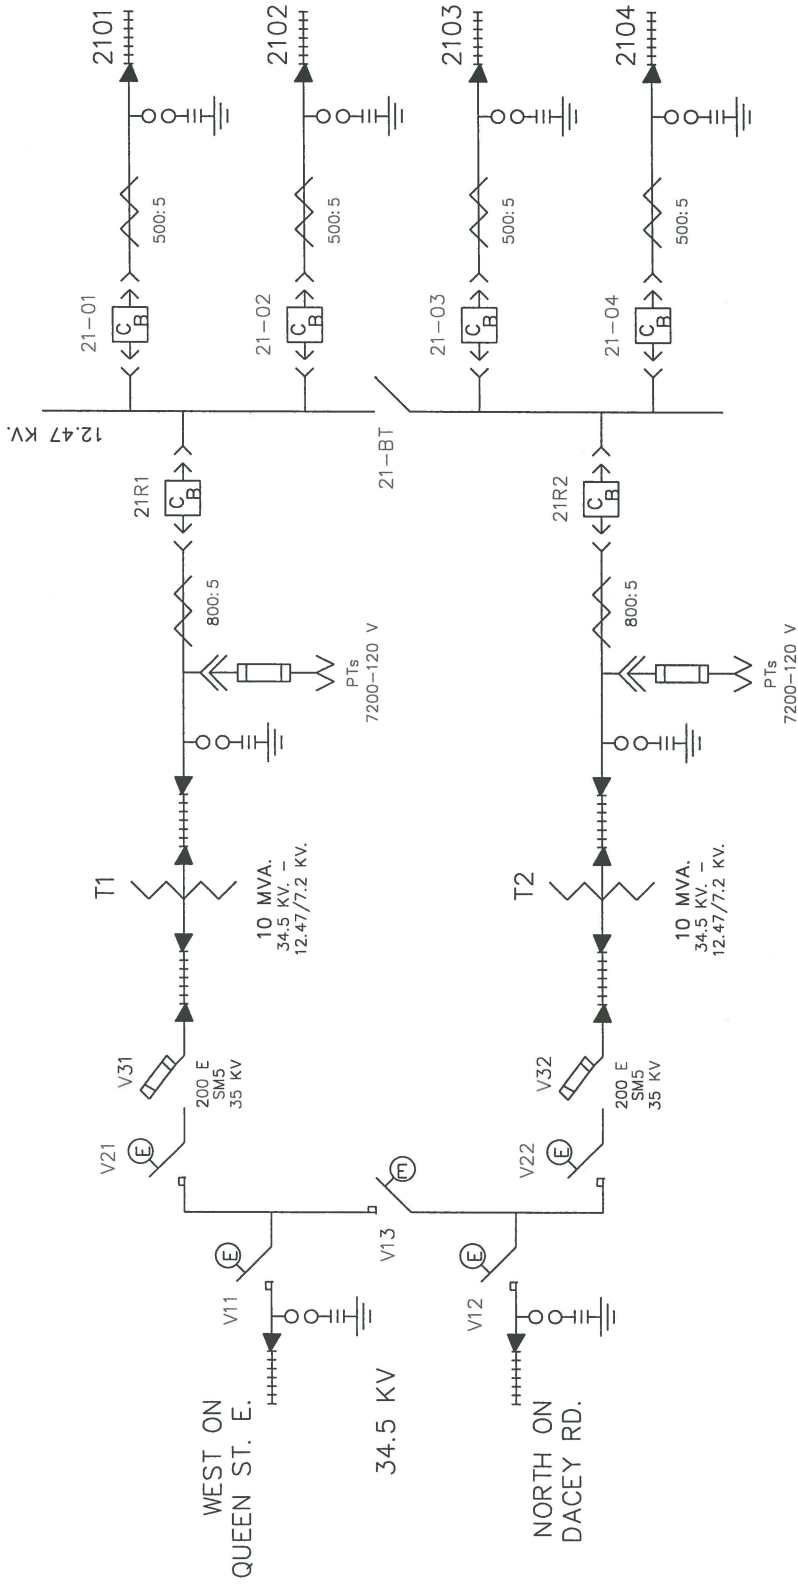 2101
2102
2103
2104
500:5
500:5
500:5
500:5
21-01
21-02
21-03
21-04
C
B
C
B
C
B
C
B
12.47 KV.
21-BT
21R1
21R2
C
B
C
B
800:5
800:5
PTs
7200-120 V
PTs
7200-120 V
T1
10 MVA.
34.5 KV. -
12.47/7.2 KV.
T2
10 MVA.
34.5 KV. -
12.47/7.2 KV.
V31
200 E
SM5
35 KV
V32
200 E
SM5
35 KV
V21
E
V22
E
V13
E
V11
E
V12
E
WEST ON
QUEEN ST. E.
34.5 KV
NORTH ON
DACEY RD.